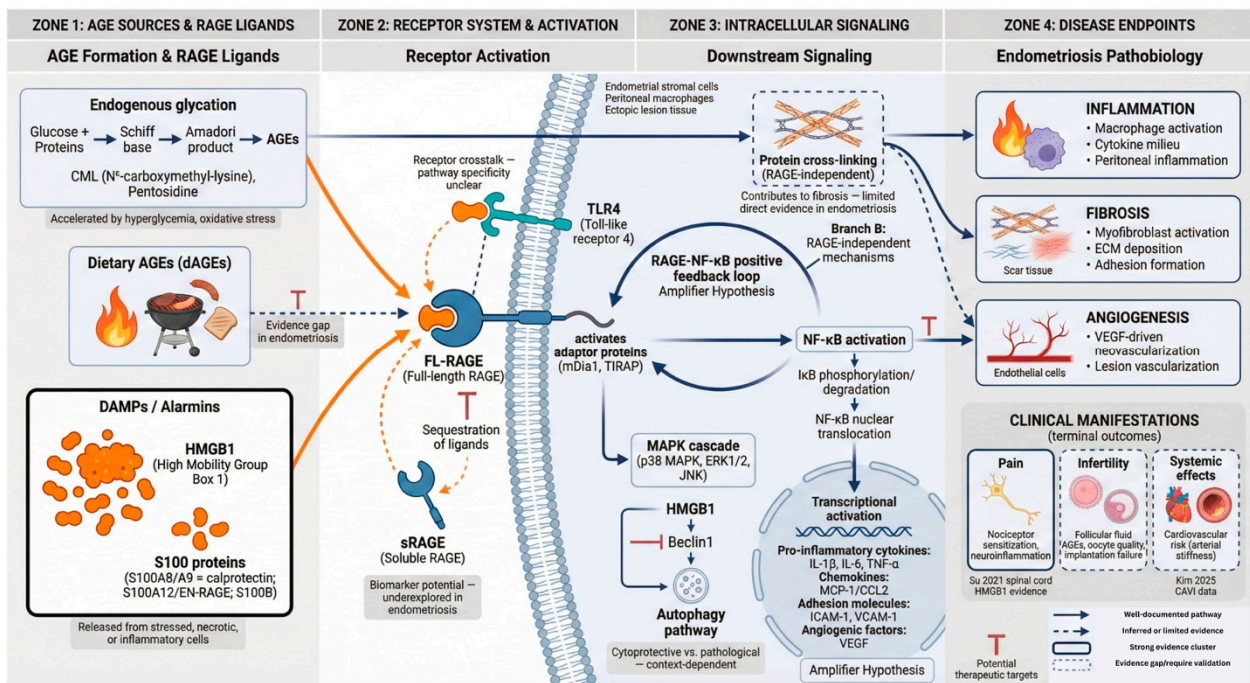 ZONE 1: AGE SOURCES & RAGE LIGANDS
AGE Formation & RAGE Ligands
Endogenous glycation
Glucose + Proteins
Schiff base
Amadori product
AGEs
CML (Nᵋ-carboxymethyl-lysine),
Pentosidine
Accelerated by hyperglycemia, oxidative stress
Dietary AGEs (dAGEs)
Evidence gap
in endometriosis
DAMPs / Alarmins
HMGB1
(High Mobility Group
Box 1)
S100 proteins
(S100A8/A9 = calprotectin;
S100A12/EN-RAGE; S100B)
Released from stressed, necrotic,
or inflammatory cells
ZONE 2: RECEPTOR SYSTEM & ACTIVATION
Receptor Activation
Receptor crosstalk —
pathway specificity
unclear
TLR4
(Toll-like
receptor 4)
FL-RAGE
(Full-length RAGE)
Sequestration
of ligands
sRAGE
(Soluble RAGE)
Biomarker potential —
underexplored in
endometriosis
ZONE 3: INTRACELLULAR SIGNALING
Downstream Signaling
Endometrial stromal cells
Peritoneal macrophages
Ectopic lesion tissue
Protein cross-linking
(RAGE-independent)
Contributes to fibrosis — limited
direct evidence in endometriosis
Branch B:
RAGE-independent
mechanisms
RAGE-NF-κB positive
feedback loop
Amplifier Hypothesis
activates
adaptor proteins
(mDia1, TIRAP)
NF-κB activation
IκB phosphorylation/
degradation
NF-κB nuclear
translocation
MAPK cascade
(p38 MAPK, ERK1/2,
JNK)
HMGB1
Beclin1
Autophagy
pathway
Cytoprotective vs. pathological
— context-dependent
Transcriptional
activation
Pro-inflammatory cytokines:
IL-1β, IL-6, TNF-α
Chemokines:
MCP-1/CCL2
Adhesion molecules:
ICAM-1, VCAM-1
Angiogenic factors:
VEGF
Amplifier Hypothesis
ZONE 4: DISEASE ENDPOINTS
Endometriosis Pathobiology
INFLAMMATION
• Macrophage activation
• Cytokine milieu
• Peritoneal inflammation
FIBROSIS
• Myofibroblast activation
• ECM deposition
• Adhesion formation
Scar tissue
ANGIOGENESIS
• VEGF-driven
neovascularization
• Lesion vascularization
Endothelial cells
CLINICAL MANIFESTATIONS
(terminal outcomes)
Pain
Nociceptor
sensitization,
neuroinflammation
Su 2021 spinal cord
HMGB1 evidence
Infertility
Follicular fluid
AGEs, oocyte quality,
implantation failure
Systemic
effects
Cardiovascular
risk (arterial
stiffness)
Kim 2025
CAVI data
Potential
therapeutic
targets
Well-documented pathway
Inferred or limited evidence
Strong evidence cluster
Evidence gap/require validation